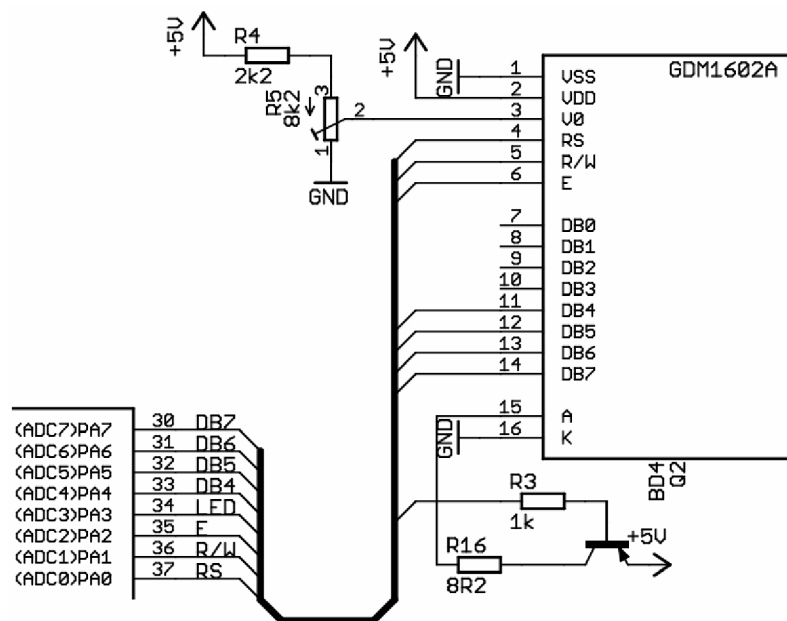 +5V
R4
2k2
R5
8k2
3
2
1
GND
+5V
GND
GDM1602A
1 VSS
2 VDD
3 V0
4 RS
5 R/W
6 E
7 DB0
8 DB1
9 DB2
10 DB3
11 DB4
12 DB5
13 DB6
14 DB7
15 A
16 K
GND
BD4
Q2
(ADC7)PA7 30 DB7
(ADC6)PA6 31 DB6
(ADC5)PA5 32 DB5
(ADC4)PA4 33 DB4
(ADC3)PA3 34 LED
(ADC2)PA2 35 E
(ADC1)PA1 36 R/W
(ADC0)PA0 37 RS
R3
1k
R16
8R2
+5V